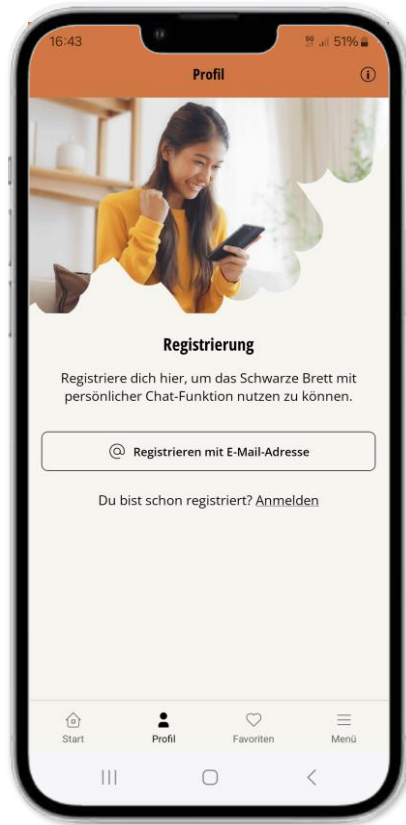 16:43
5G 51%
Profil
Registrierung
Registriere dich hier, um das Schwarze Brett mit
persönlicher Chat-Funktion nutzen zu können.
@ Registrieren mit E-Mail-Adresse
Du bist schon registriert? Anmelden
Start Profil Favoriten Menü